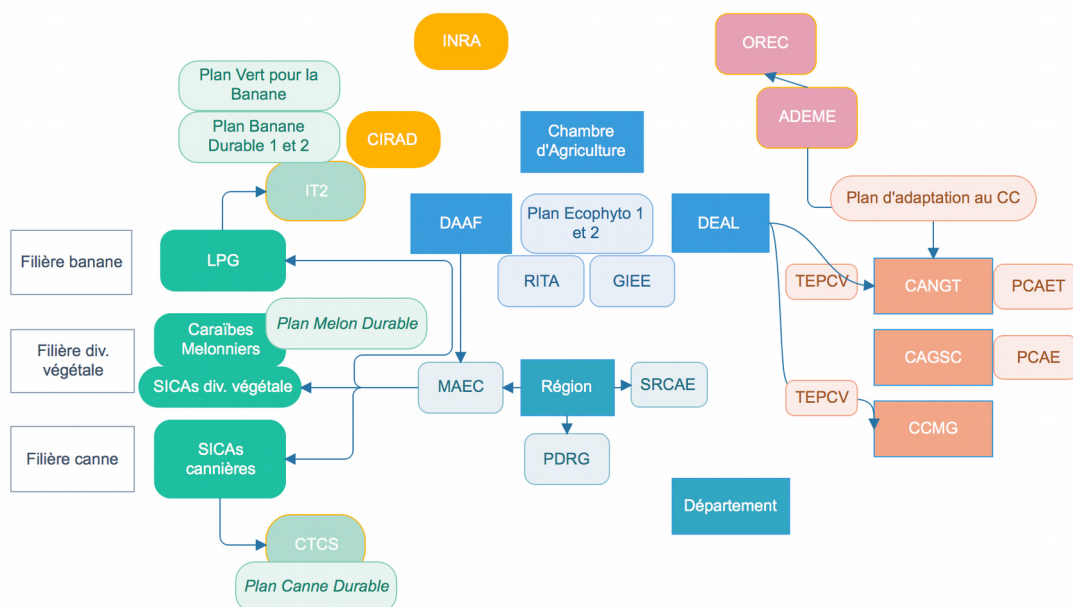 INRA
OREC
Plan Vert pour la
Banane
Plan Banane
Durable 1 et 2
CIRAD
ADEME
Chambre
d'Agriculture
IT2
Plan d'adaptation au CC
DAAF
Plan Ecophyto 1
et 2
DEAL
Filière banane
LPG
RITA
GIEE
TEPCV
CANGT
PCAET
Caraïbes
Melonniers
Plan Melon Durable
Filière div.
végétale
CAGSC
PCAE
SICAs div. végétale
MAEC
Région
SRCAE
TEPCV
CCMG
Filière canne
SICAs
cannières
PDRG
Département
CTCS
Plan Canne Durable